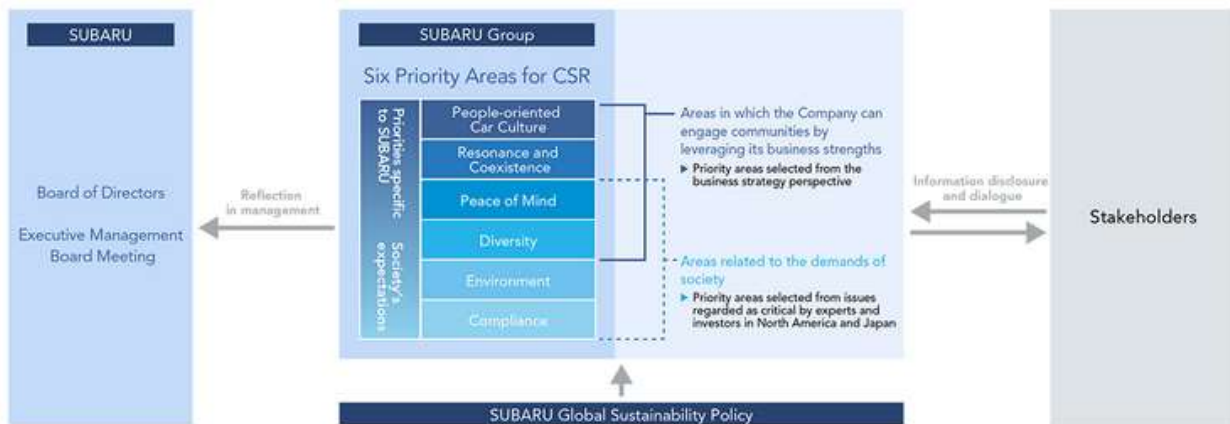 SUBARU
Board of Directors
Executive Management
Board Meeting
Reflection
in management
SUBARU Group
Six Priority Areas for CSR
Priorities specific
to SUBARU
Society's
expectations
People-oriented
Car Culture
Resonance and
Coexistence
Peace of Mind
Diversity
Environment
Compliance
Areas in which the Company can
engage communities by
leveraging its business strengths
▶ Priority areas selected from the
business strategy perspective
Areas related to the demands of
society
▶ Priority areas selected from issues
regarded as critical by experts and
investors in North America and Japan
Information disclosure
and dialogue
Stakeholders
SUBARU Global Sustainability Policy